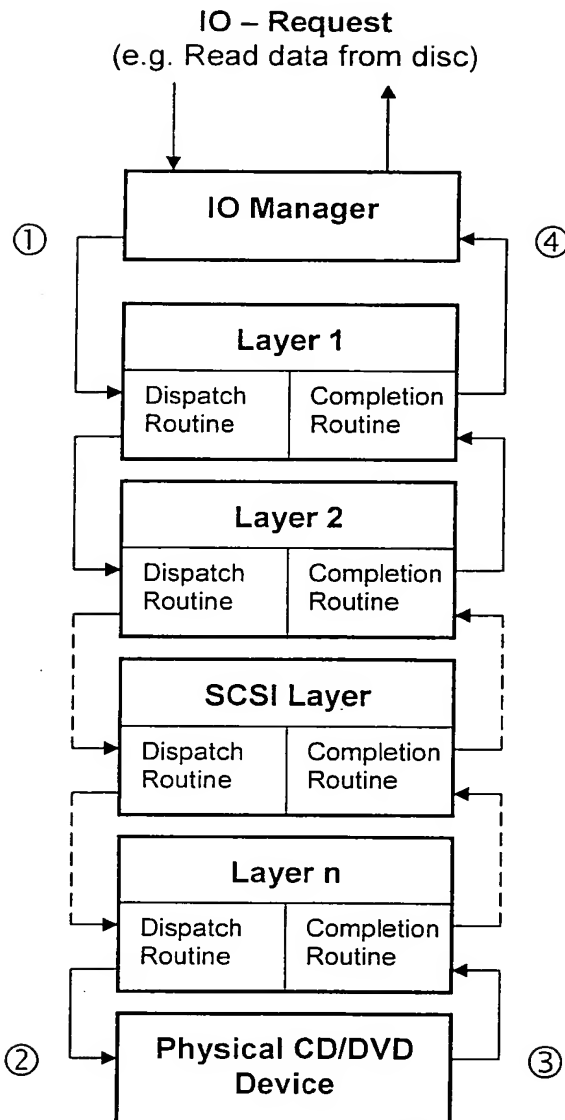 IO – Request
(e.g. Read data from disc)
IO Manager
① ④
Layer 1
Dispatch Completion
Routine Routine
Layer 2
Dispatch Completion
Routine Routine
SCSI Layer
Dispatch Completion
Routine Routine
Layer n
Dispatch Completion
Routine Routine
② Physical CD/DVD ③
Device